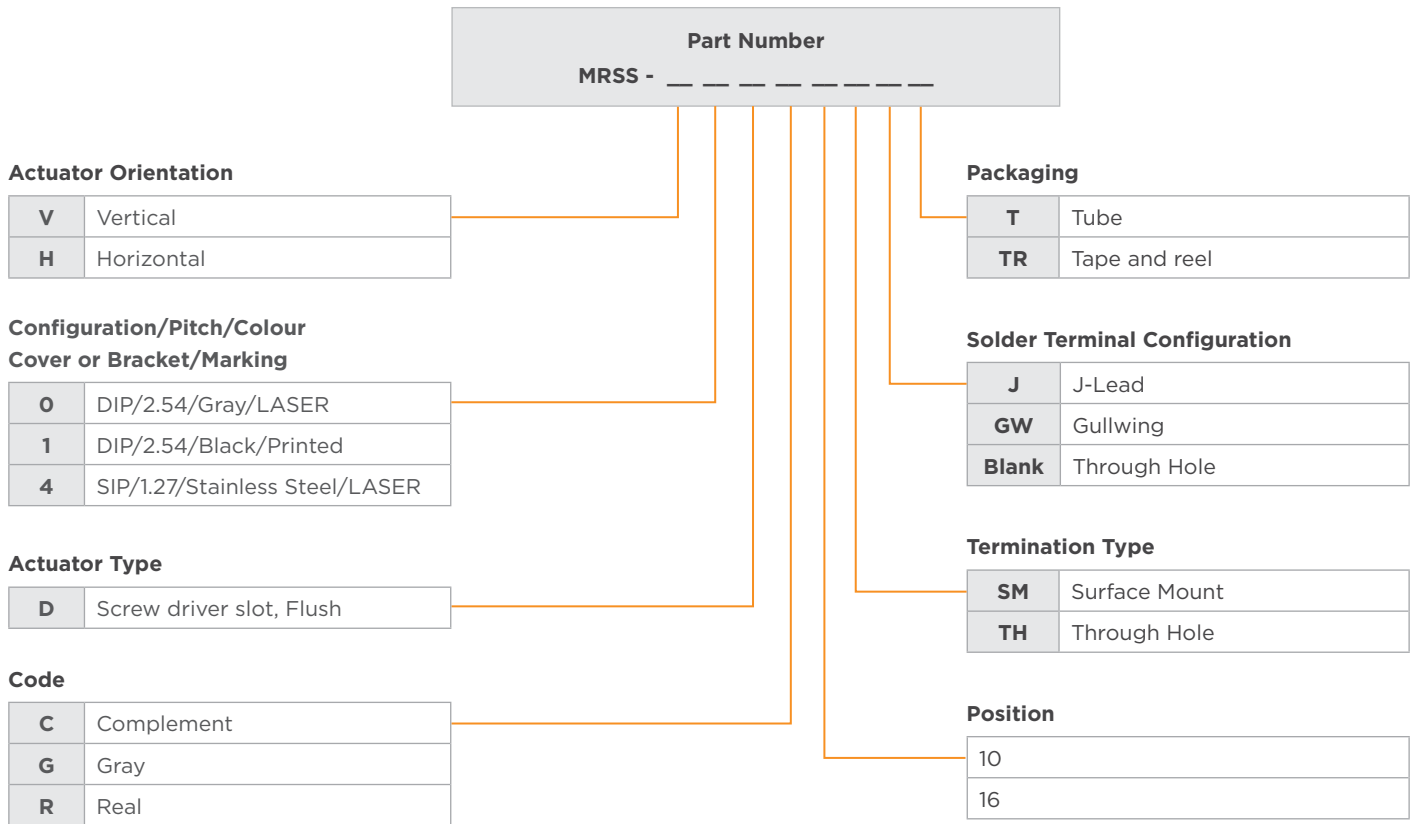 Part Number
MRSS - __ __ __ __ __ __ __ __
Actuator Orientation
V Vertical
H Horizontal
Configuration/Pitch/Colour
Cover or Bracket/Marking
0 DIP/2.54/Gray/LASER
1 DIP/2.54/Black/Printed
4 SIP/1.27/Stainless Steel/LASER
Actuator Type
D Screw driver slot, Flush
Code
C Complement
G Gray
R Real
Packaging
T Tube
TR Tape and reel
Solder Terminal Configuration
J J-Lead
GW Gullwing
Blank Through Hole
Termination Type
SM Surface Mount
TH Through Hole
Position
10
16